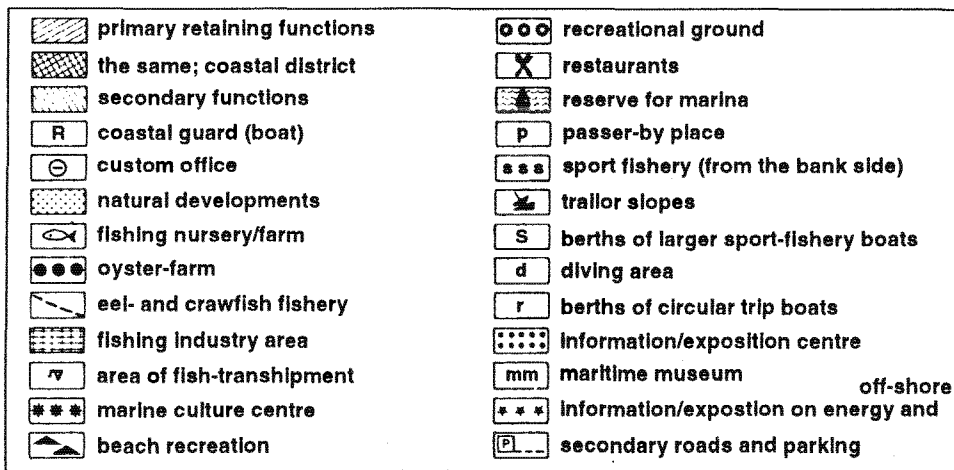 primary retaining functions
the same; coastal district
secondary functions
R coastal guard (boat)
custom office
natural developments
fishing nursery/farm
oyster-farm
eel- and crawfish fishery
fishing industry area
area of fish-transhipment
marine culture centre
beach recreation
recreational ground
restaurants
reserve for marina
p passer-by place
s s s sport fishery (from the bank side)
trailor slopes
S berths of larger sport-fishery boats
d diving area
r berths of circular trip boats
information/exposition centre
mm maritime museum
off-shore
information/expostion on energy and
P secondary roads and parking